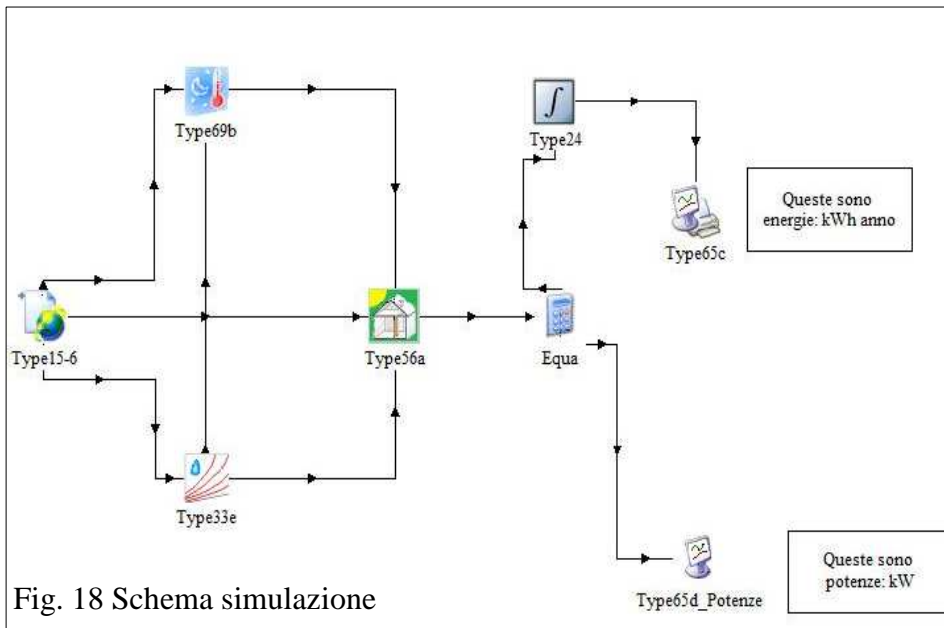 Type69b
Type24
Queste sono
energie: kWh anno
Type65c
Type15-6
Type56a
Equa
Type33e
Queste sono
potenze: kW
Type65d_Potenze
Fig. 18 Schema simulazione